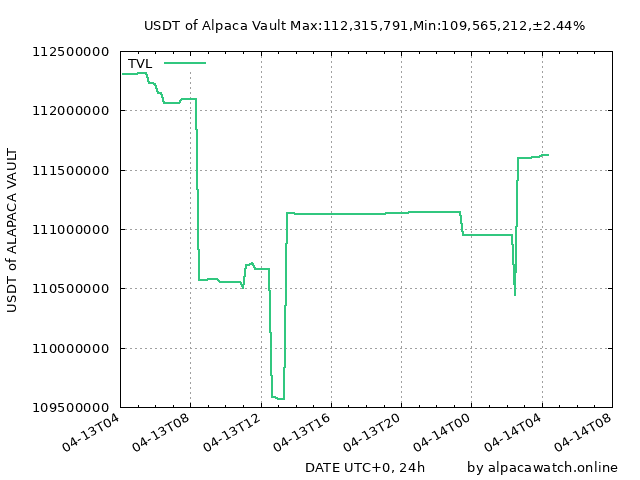 USDT of Alpaca Vault Max:112,315,791,Min:109,565,212,±2.44%
TVL
112500000
112000000
111500000
111000000
110500000
110000000
109500000
USDT of ALAPACA VAULT
04-13T04
04-13T08
04-13T12
04-13T16
04-13T20
04-14T00
04-14T04
04-14T08
DATE UTC+0, 24h
by alpacawatch.online